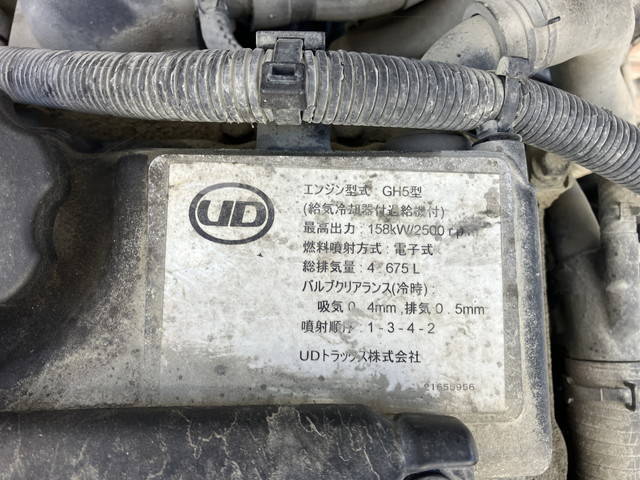 UD
エンジン型式 : GH5型
(給気冷却器付過給機付)
最高出力 : 158kW/2500 rpm
燃料噴射方式 : 電子式
総排気量 : 4 . 675 L
バルブクリアランス(冷時) :
吸気 0 . 4mm , 排気 0 . 5mm
噴射順序 : 1 - 3 - 4 - 2
UDトラックス株式会社
21655956